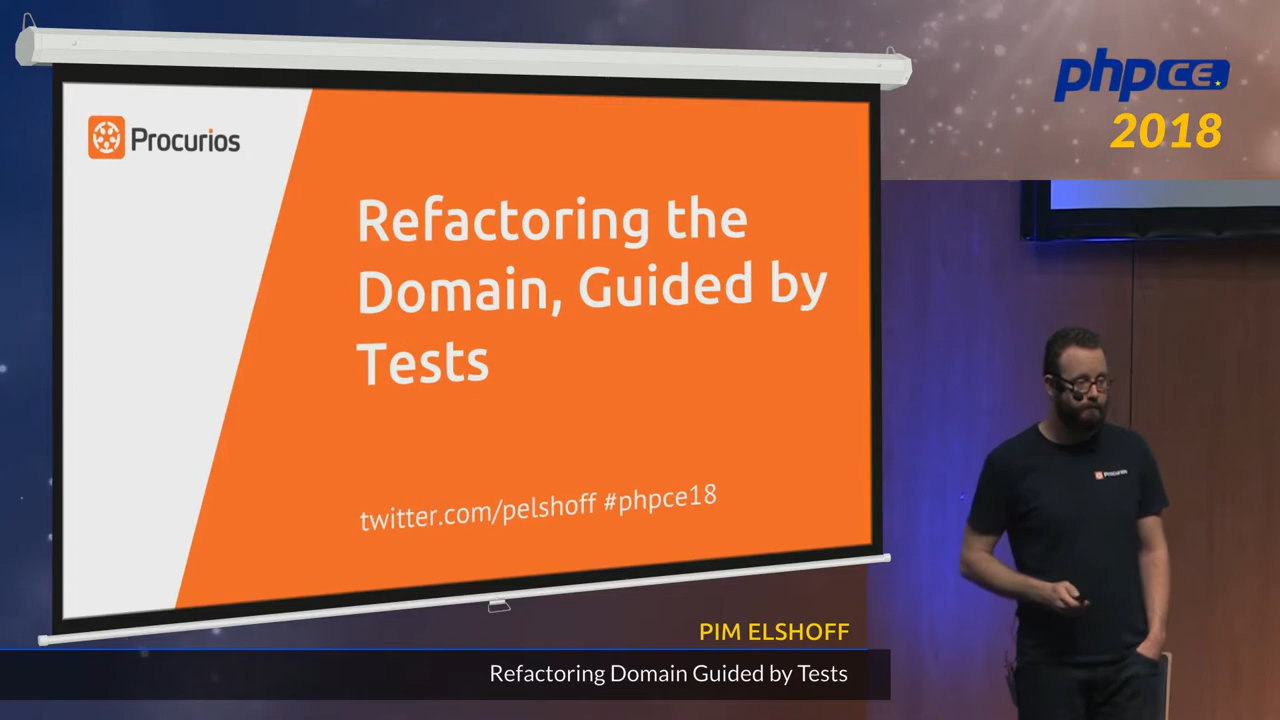 phpCE
2018
Procurios
Refactoring the
Domain, Guided by
Tests
twitter.com/pelshoff #phpce18
Procurios
PIM ELSHOFF
Refactoring Domain Guided by Tests